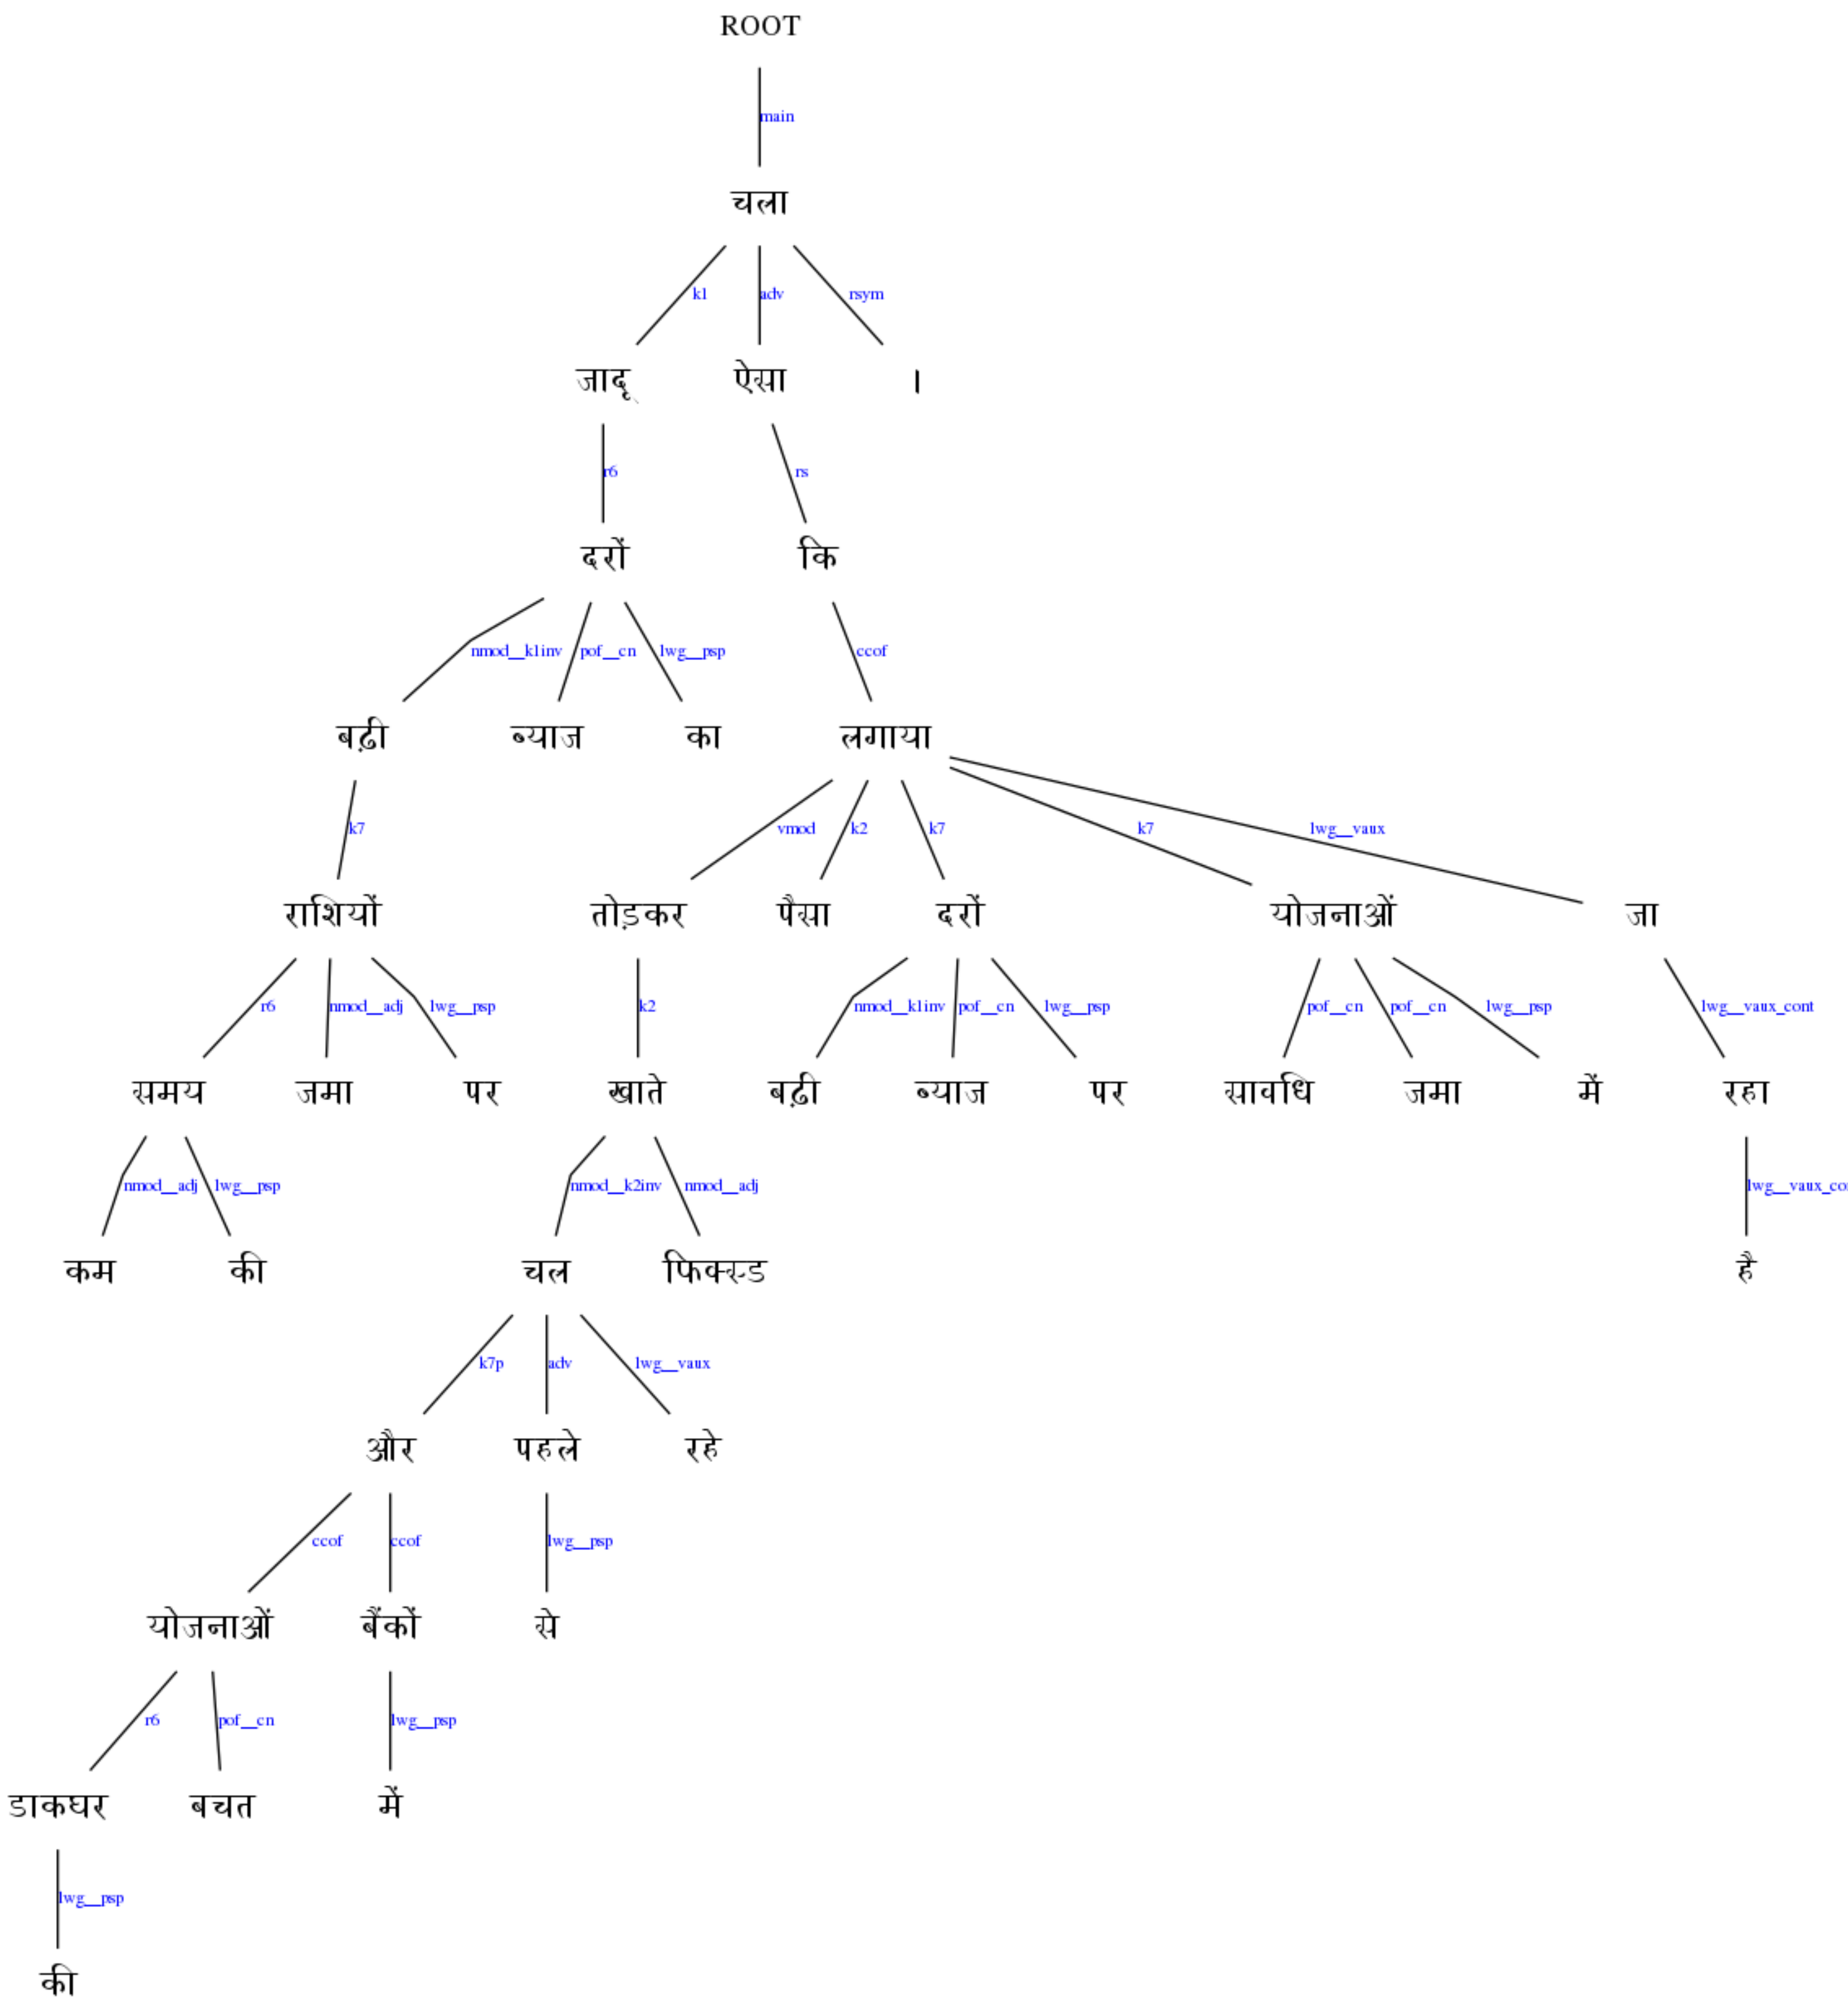 ROOT
main
चला
k1 adv rsym
जादू ऐसा ।
r6 rs
दरों कि
nmod__k1inv pof__cn lwg__psp ccof
बढ़ी ब्याज का लगाया
k7 vmod k2 k7 k7 lwg__vaux
राशियों तोड़कर पैसा दरों योजनाओं जा
r6 nmod__adj lwg__psp k2 nmod__k1inv pof__cn lwg__psp pof__cn pof__cn lwg__psp lwg__vaux_cont
समय जमा पर खाते बढ़ी ब्याज पर सावधि जमा में रहा
nmod__adj lwg__psp nmod__k2inv nmod__adj lwg__vaux_co
कम की चल फिक्स्ड है
k7p adv lwg__vaux
और पहले रहे
ccof ccof lwg__psp
योजनाओं बैंकों से
r6 pof__cn lwg__psp
डाकघर बचत में
lwg__psp
की